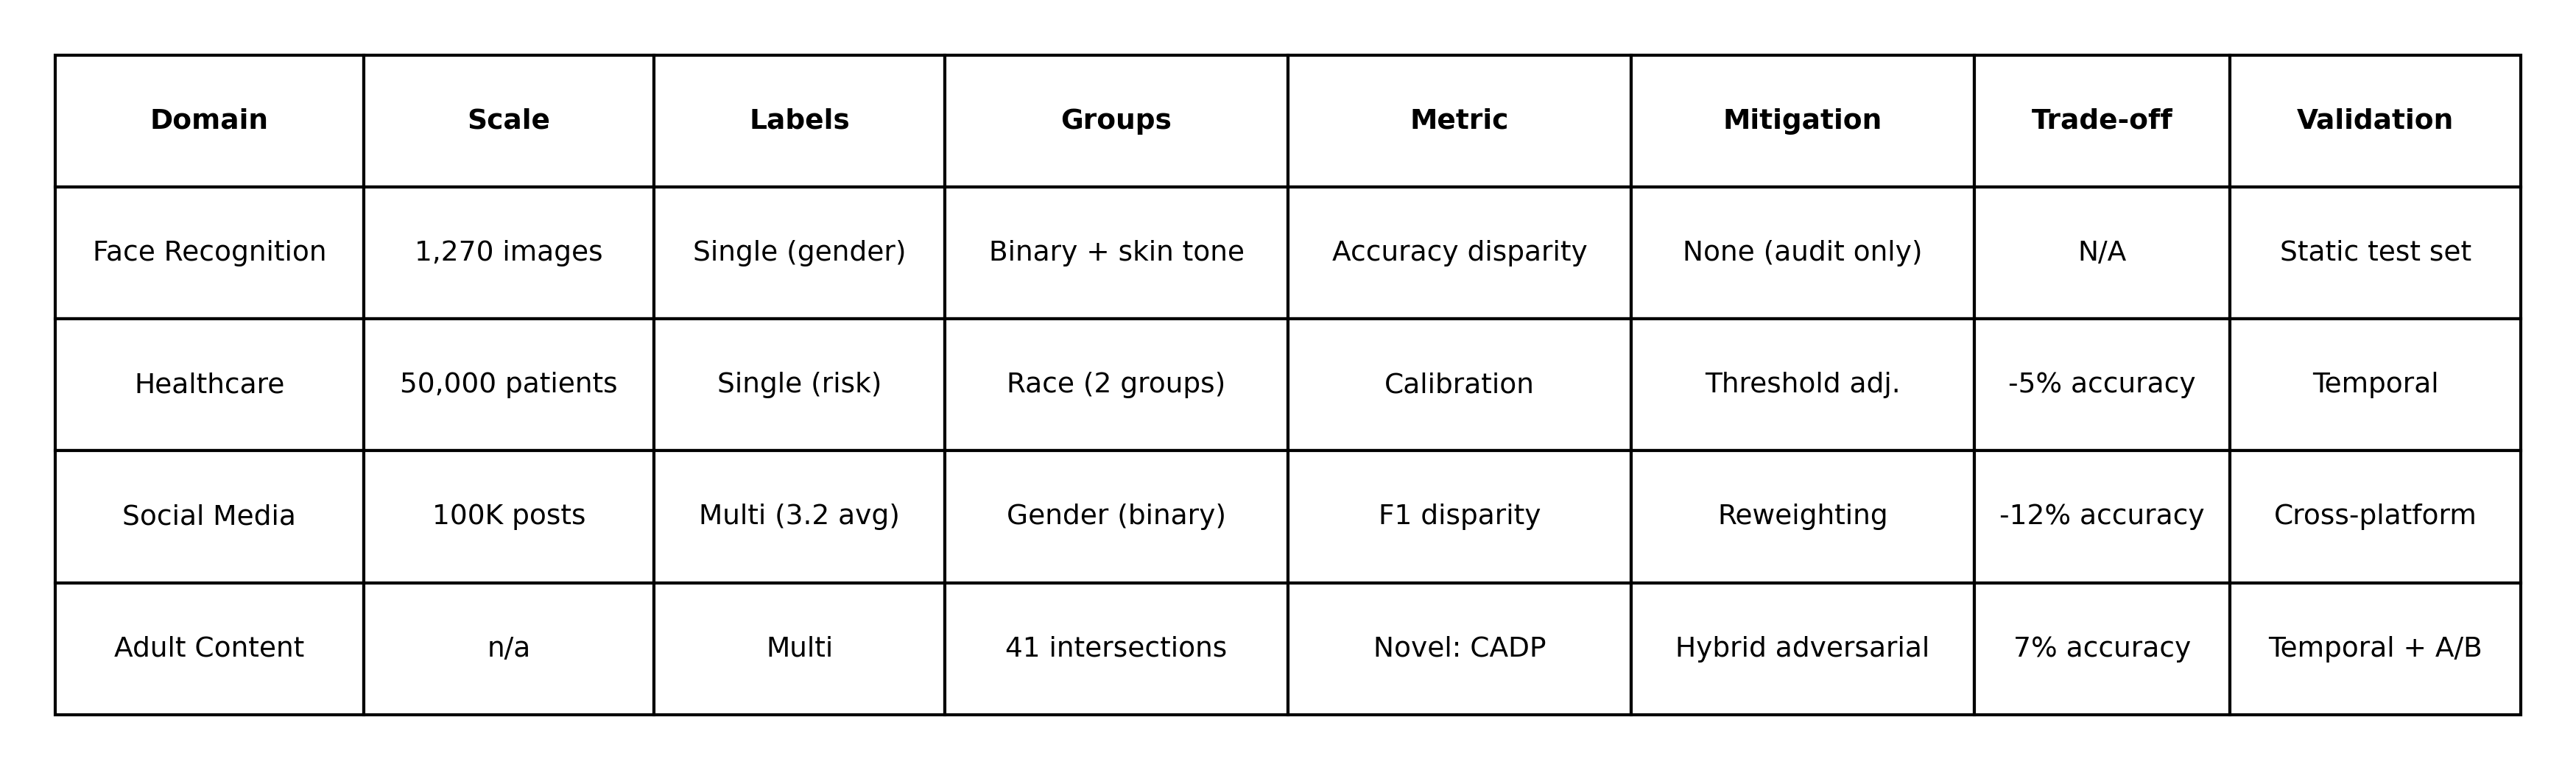 Domain Scale Labels Groups Metric Mitigation Trade-off Validation
Face Recognition 1,270 images Single (gender) Binary + skin tone Accuracy disparity None (audit only) N/A Static test set
Healthcare 50,000 patients Single (risk) Race (2 groups) Calibration Threshold adj. -5% accuracy Temporal
Social Media 100K posts Multi (3.2 avg) Gender (binary) F1 disparity Reweighting -12% accuracy Cross-platform
Adult Content n/a Multi 41 intersections Novel: CADP Hybrid adversarial 7% accuracy Temporal + A/B